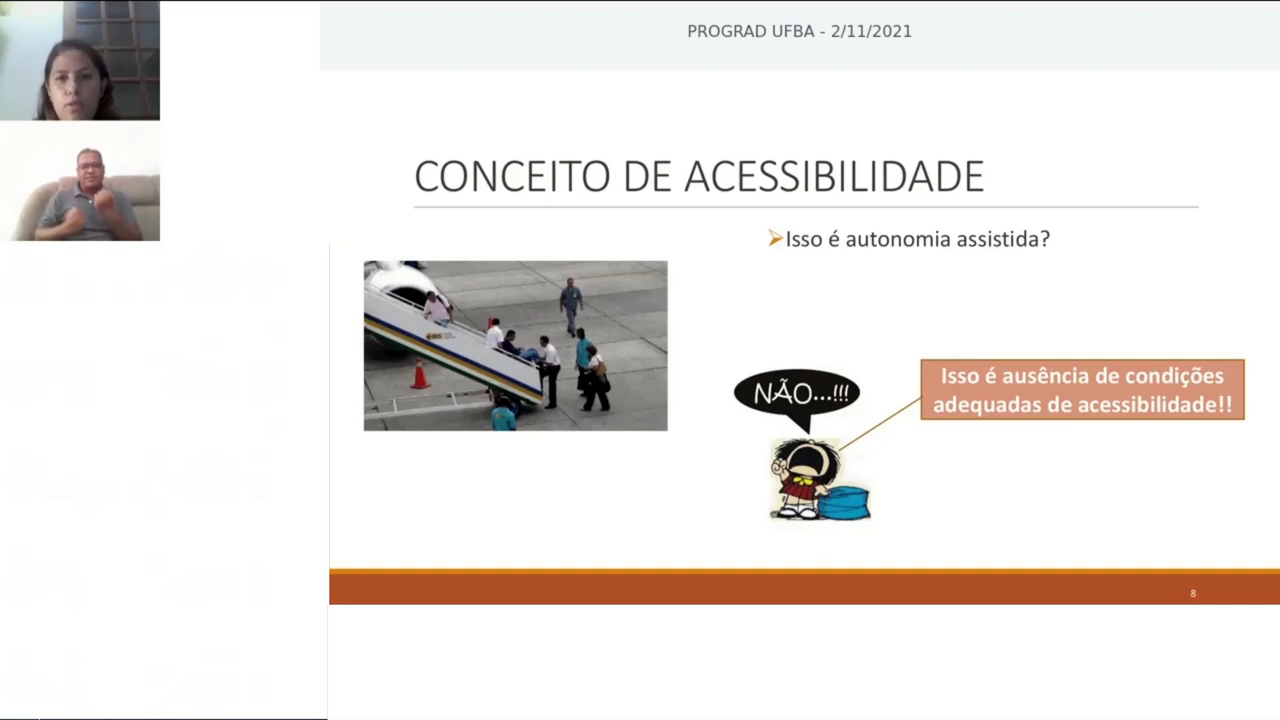 PROGRAD UFBA - 2/11/2021
CONCEITO DE ACESSIBILIDADE
Isso é autonomia assistida?
NÃO...!!!
Isso é ausência de condições
adequadas de acessibilidade!!
8